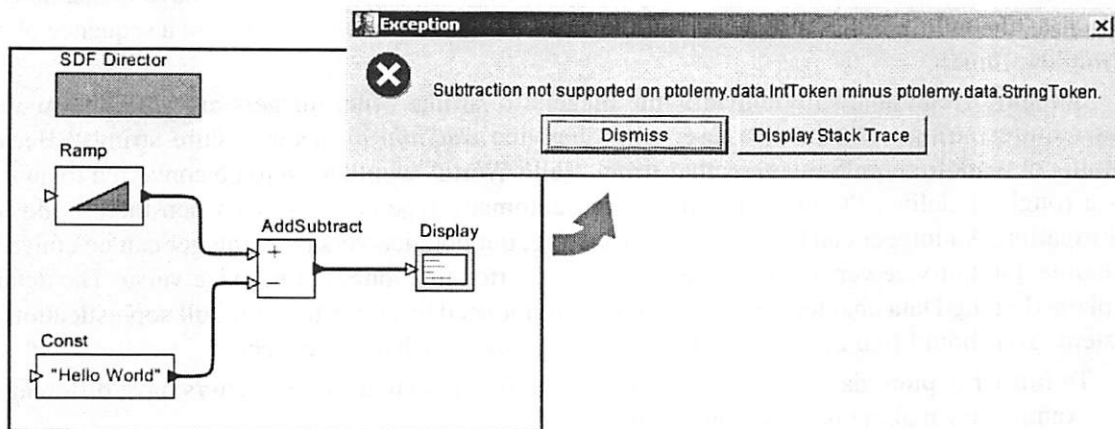 Exception
Subtraction not supported on ptolemy.data.IntToken minus ptolemy.data.StringToken.
Dismiss
Display Stack Trace
SDF Director
Ramp
AddSubtract
+
−
Display
Const
"Hello World"